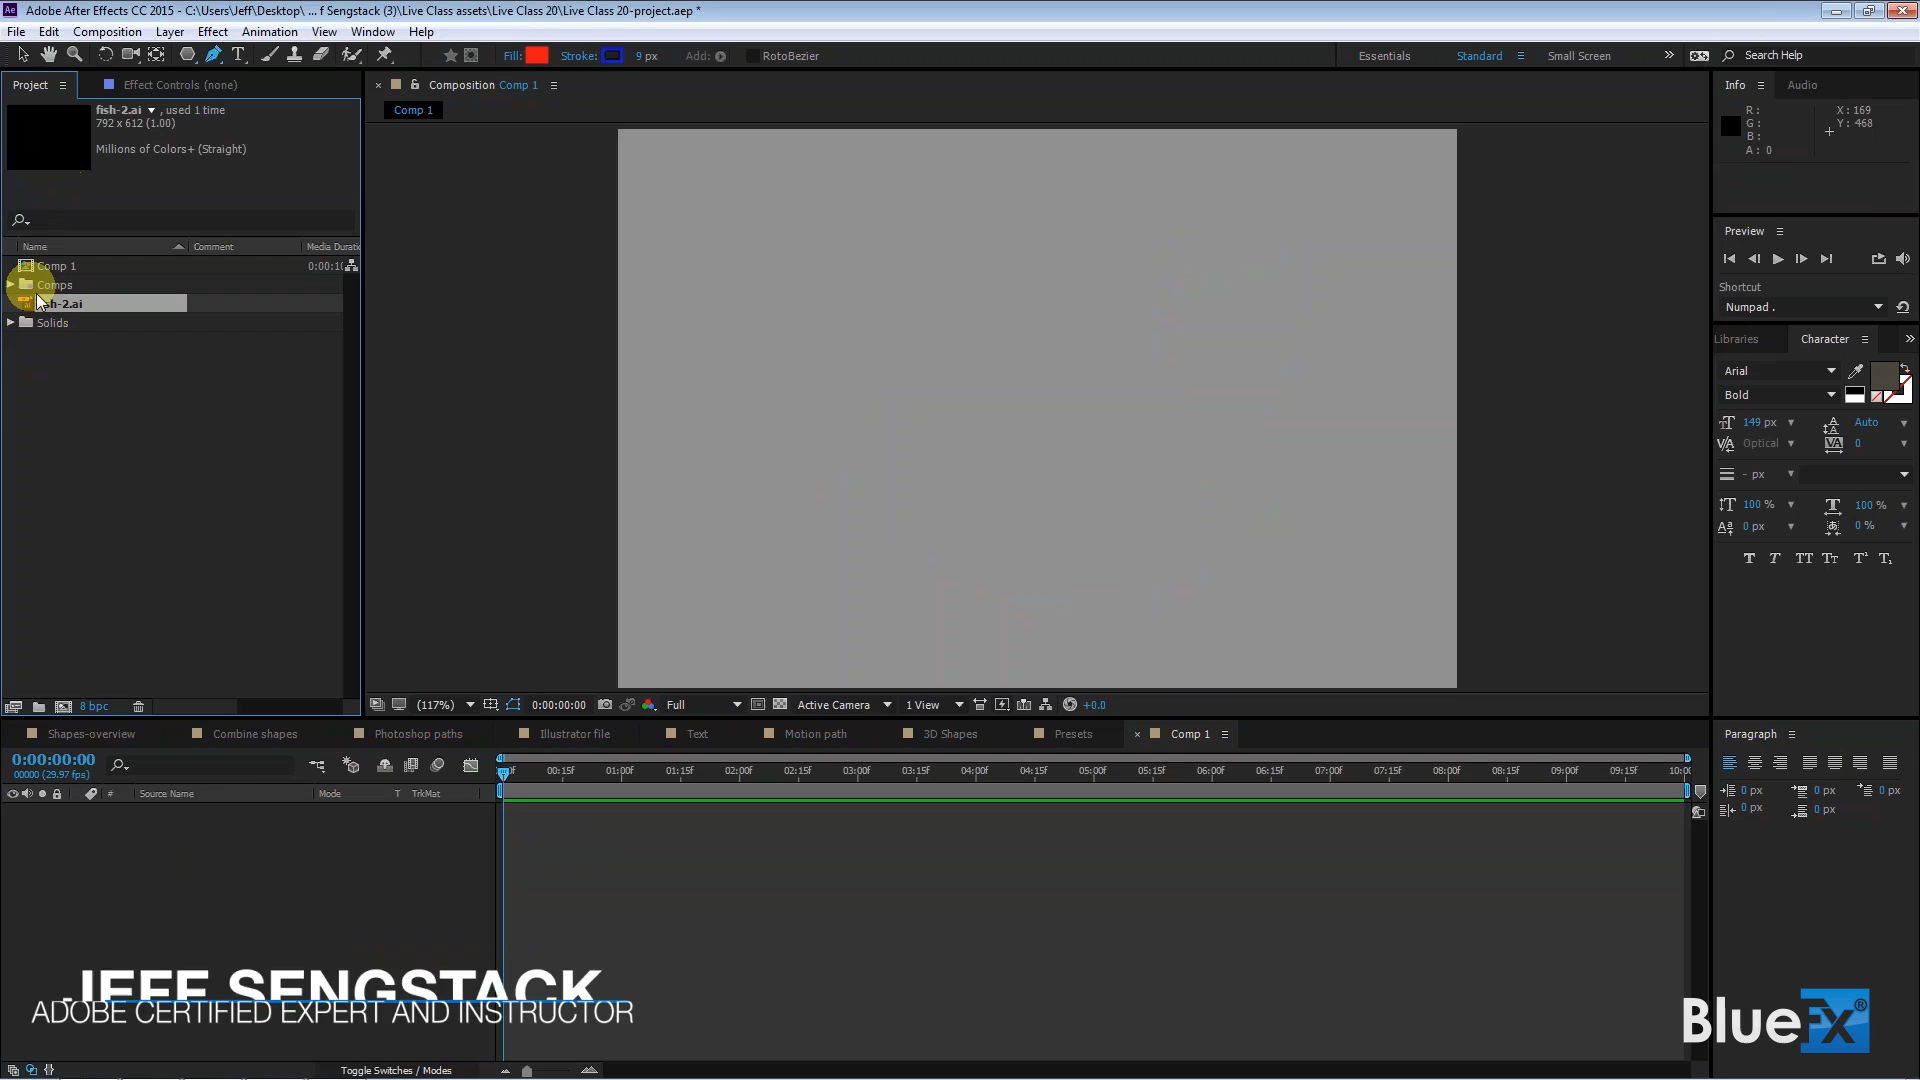 Ae Adobe After Effects CC 2015 - C:\Users\Jeff\Desktop\ ... f Sengstack (3)\Live Class assets\Live Class 20\Live Class 20-project.aep *
File Edit Composition Layer Effect Animation View Window Help
Fill: Stroke: 9 px Add: RotoBezier Essentials Standard Small Screen Search Help
Project Effect Controls (none)
fish-2.ai , used 1 time
792 x 612 (1.00)
Millions of Colors+ (Straight)
Name Comment Media Duratic
Comp 1 0:00:10
Comps
sh-2.ai
Solids
8 bpc
Composition Comp 1
Comp 1
(117%) 0:00:00:00 Full Active Camera 1 View +0.0
Info Audio
R: X: 169
G: Y: 468
B:
A: 0
Preview
Shortcut
Numpad .
Libraries Character
Arial
Bold
149 px Auto
Optical 0
- px
100 % 100 %
0 px 0 %
Shapes-overview Combine shapes Photoshop paths Illustrator file Text Motion path 3D Shapes Presets Comp 1
0:00:00:00
00000 (29.97 fps)
00:15f 01:00f 01:15f 02:00f 02:15f 03:00f 03:15f 04:00f 04:15f 05:00f 05:15f 06:00f 06:15f 07:00f 07:15f 08:00f 08:15f 09:00f 09:15f 10:00
# Source Name Mode T TrkMat
Paragraph
0 px 0 px 0 px
0 px 0 px
JEFF SENGSTACK
ADOBE CERTIFIED EXPERT AND INSTRUCTOR
BlueFx®
Toggle Switches / Modes